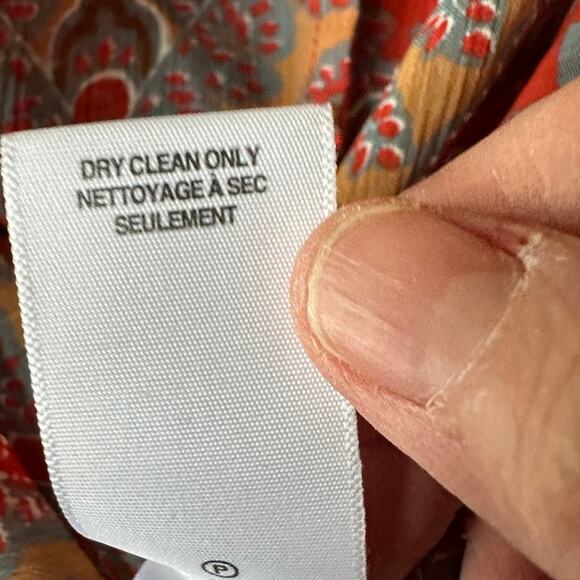 DRY CLEAN ONLY
NETTOYAGE À SEC
SEULEMENT
P